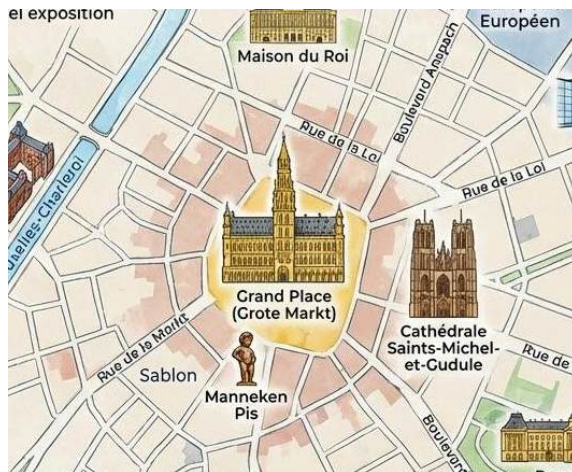 el exposition
Européen
Maison du Roi
Boulevard Anspach
Rue de la Loi
Rue de la Loi
uelles-Charleroi
Grand Place
(Grote Markt)
Cathédrale
Saints-Michel-
et-Gudule
Rue de la Markt
Rue de
Sablon
Manneken
Pis
Boulevard